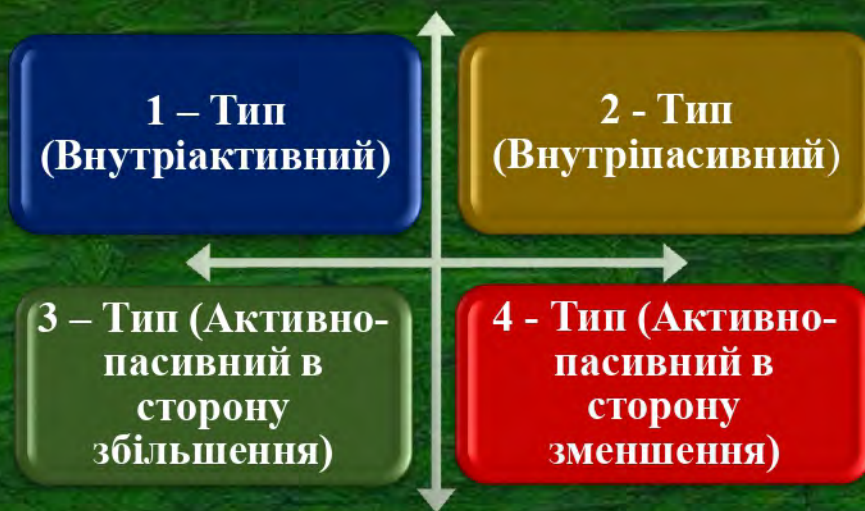 1 – Тип
(Внутріактивний)
2 - Тип
(Внутріпасивний)
3 – Тип (Активно-
пасивний в
сторону
збільшення)
4 - Тип (Активно-
пасивний в
сторону
зменшення)